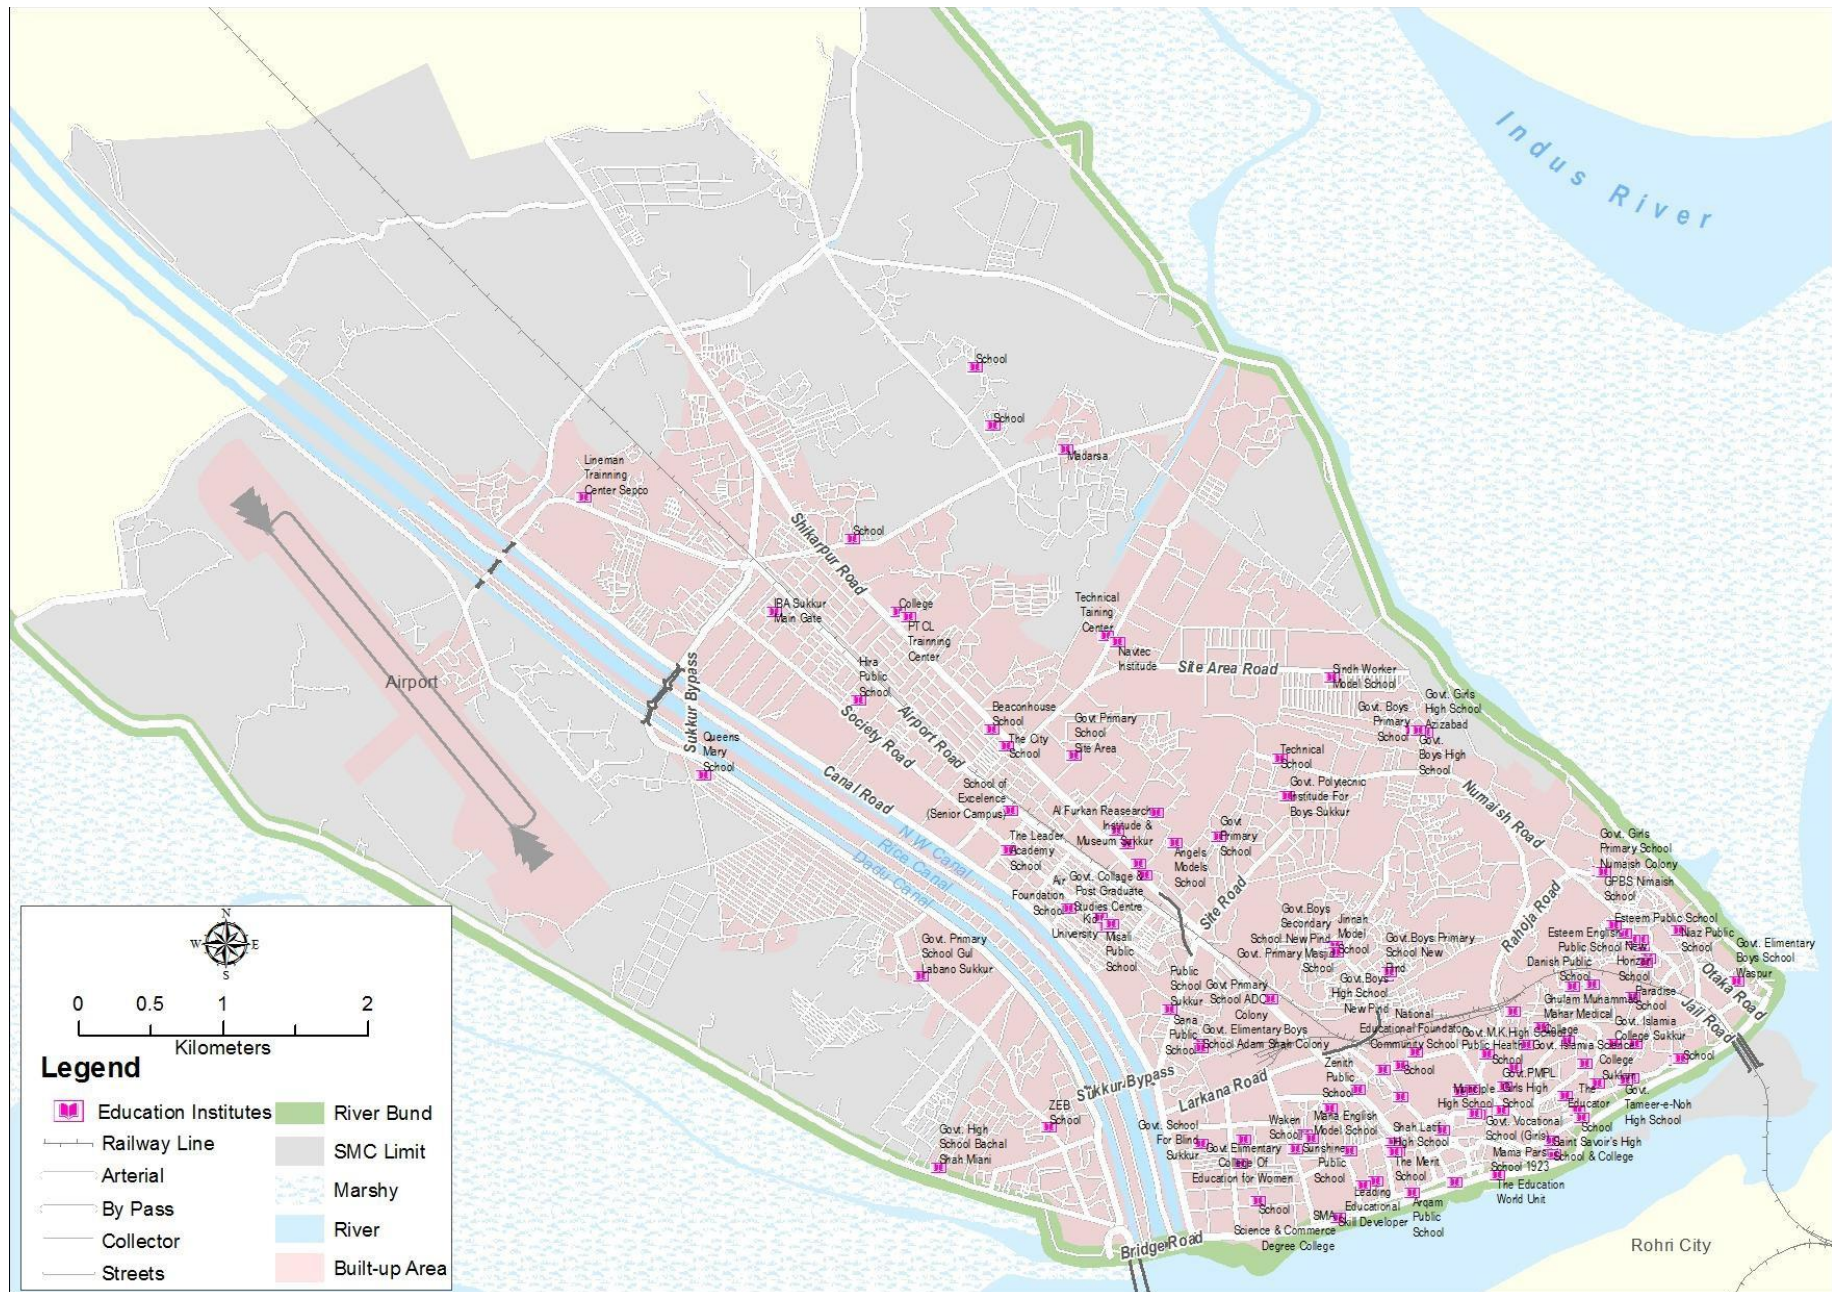 Indus River
School
School
Madarsa
Lineman
Trainning
Center Sepco
School
Shikarpur Road
IBA Sukkur
Main Gate
College
PTCL
Trainning
Center
Technical
Taining
Center
Navtec
Institude
Site Area Road
Sindh Worker
Model School
Airport
Sukkur Bypass
Hira
Public
School
Society Road
Airport Road
Beaconhouse
School
The City
School
Govt Primary
School
Site Area
Govt. Boys
Primary
School
Govt. Girls
High School
Azizabad
Govt.
Boys High
School
Queens
Mary
School
Canal Road
Technical
School
Govt. Polytecnic
Institude For
Boys Sukkur
Numaish Road
School of
Excelence
(Senior Campus)
Al Furkan Reasearch
Institude &
Museum Sukkur
The Leader
Academy
School
Angels
Models
School
Govt
Primary
School
Govt. Girls
Primary School
Numaish Colony
GPBS Nimaish
School
N.W Canal
Rice Canal
Dadu Canal
Air
Foundation
School
Govt. Collage &
Post Graduate
Studies Centre
Kid
University
Misali
Public
School
Site Road
Rahoja Road
Govt.Boys
Secondary
School New Pind
Govt. Primary Masjid
School
Jinnah
Model
School
Govt.Boys Primary
School New
Pind
Govt.Boys
High School
New Pind
Esteem Public School
Esteem English
Public School New
Niaz Public
School
Horizan
School
Danish Public
School
Govt. Elimentary
Boys School
Waspur
Otaka Road
Jail Road
Paradise
School
Ghulam Muhammad
Mahar Medical
College
Govt. Islamia
College Sukkur
Govt. Primary
School Gul
Labano Sukkur
Public
School
Sukkur
Govt Primary
School ADC
Colony
Sana
Public
School
Govt. Elimentary Boys
School Adam Shah Colony
National
Educational Foundaton
Community School
School
Govt.M.K.High School
Public Health
School
Govt. Islamia Science
College
Sukkur
School
Zenith
Public
School
Sukkur Bypass
Larkana Road
Govt.PMPL
Girls High
School
Municiple
High School
The
Educator
School
Govt.
Tameer-e-Noh
High School
ZEB
School
Govt. High
School Bachal
Shah Miani
Govt. School
For Blind
Sukkur
Waken
School
Maria English
Model School
Shah Latif
High School
Govt. Vocational
School (Girls)
Saint Savoir's High
School & College
Mama Parsi
School 1923
Govt.Elimentary
College Of
Education for Women
Sunshine
Public
School
The Merit
School
The Education
World Unit
School
Leading
Educational
Skill Developer
SMA
Science & Commerce
Degree College
Arqam
Public
School
Bridge Road
Rohri City
N
W E
S
0 0.5 1 2
Kilometers
Legend
Education Institutes
Railway Line
Arterial
By Pass
Collector
Streets
River Bund
SMC Limit
Marshy
River
Built-up Area